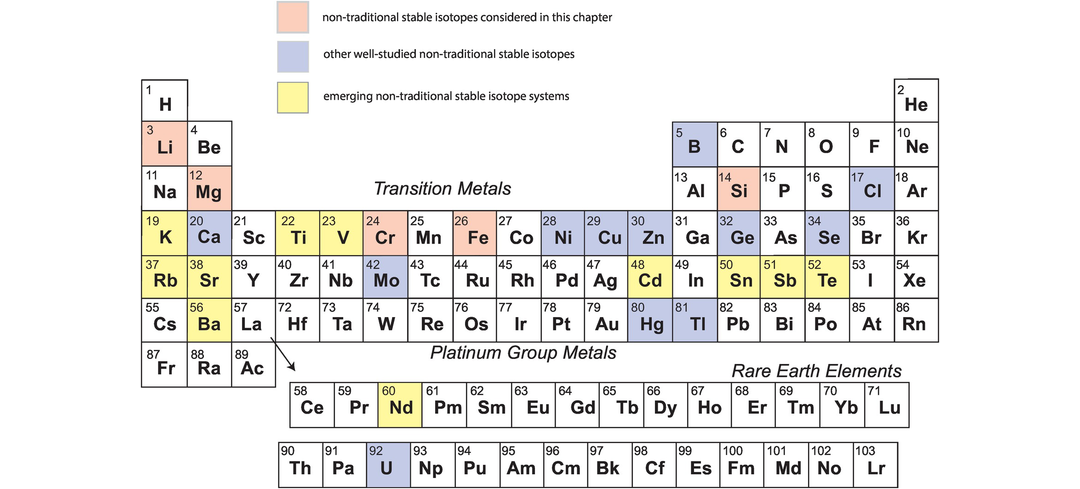 non-traditional stable isotopes considered in this chapter
other well-studied non-traditional stable isotopes
emerging non-traditional stable isotope systems
1 H 2 He
3 Li 4 Be 5 B 6 C 7 N 8 O 9 F 10 Ne
11 Na 12 Mg 13 Al 14 Si 15 P 16 S 17 Cl 18 Ar
Transition Metals
19 K 20 Ca 21 Sc 22 Ti 23 V 24 Cr 25 Mn 26 Fe 27 Co 28 Ni 29 Cu 30 Zn 31 Ga 32 Ge 33 As 34 Se 35 Br 36 Kr
37 Rb 38 Sr 39 Y 40 Zr 41 Nb 42 Mo 43 Tc 44 Ru 45 Rh 46 Pd 47 Ag 48 Cd 49 In 50 Sn 51 Sb 52 Te 53 I 54 Xe
55 Cs 56 Ba 57 La 72 Hf 73 Ta 74 W 75 Re 76 Os 77 Ir 78 Pt 79 Au 80 Hg 81 Tl 82 Pb 83 Bi 84 Po 85 At 86 Rn
87 Fr 88 Ra 89 Ac
Platinum Group Metals
Rare Earth Elements
58 Ce 59 Pr 60 Nd 61 Pm 62 Sm 63 Eu 64 Gd 65 Tb 66 Dy 67 Ho 68 Er 69 Tm 70 Yb 71 Lu
90 Th 91 Pa 92 U 93 Np 94 Pu 95 Am 96 Cm 97 Bk 98 Cf 99 Es 100 Fm 101 Md 102 No 103 Lr